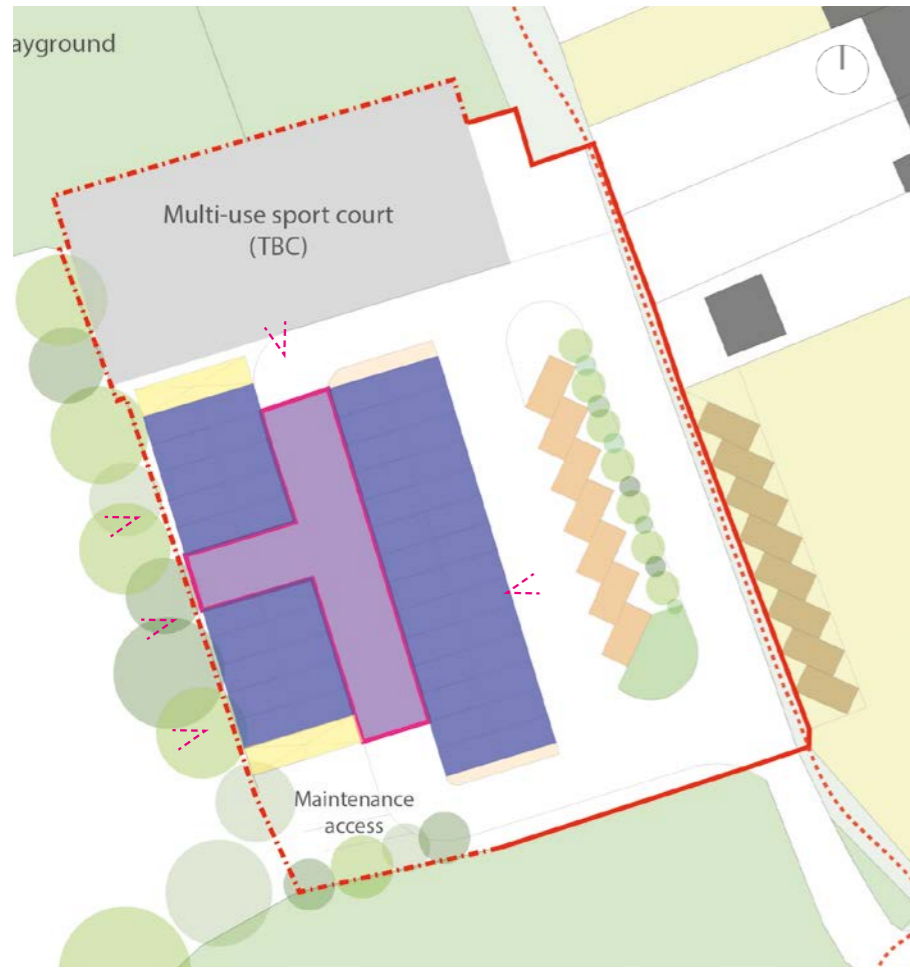 ayground
Multi-use sport court
(TBC)
Maintenance
access